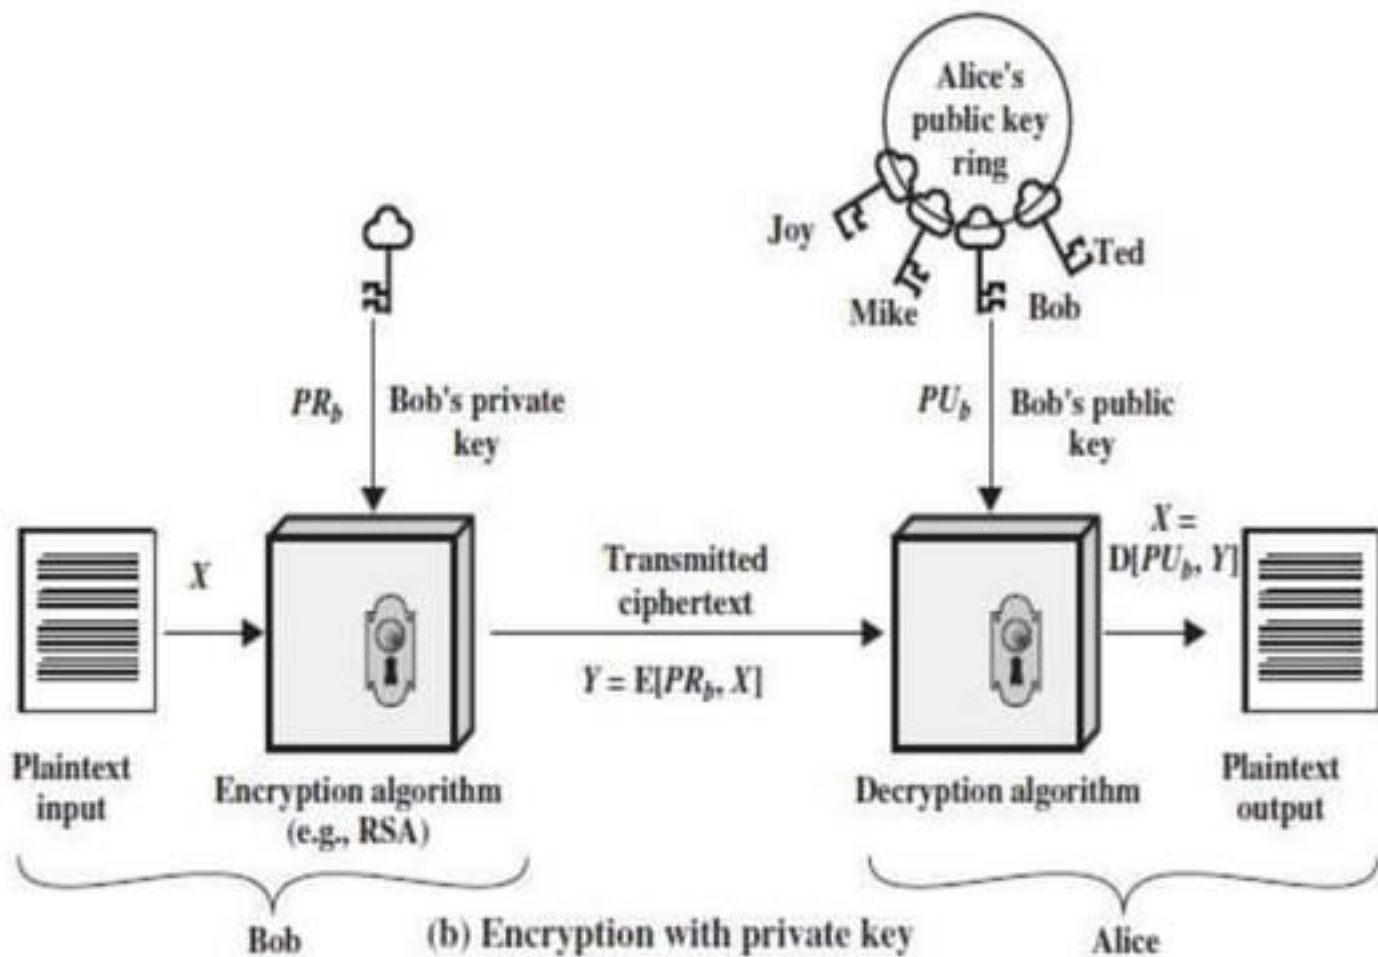 Alice's
public key
ring
Joy
Mike
Bob
Ted
PR_b
Bob's private
key
PU_b
Bob's public
key
X
Transmitted
ciphertext
Y = E[PR_b, X]
X =
D[PU_b, Y]
Plaintext
input
Encryption algorithm
(e.g., RSA)
Decryption algorithm
Plaintext
output
Bob
(b) Encryption with private key
Alice